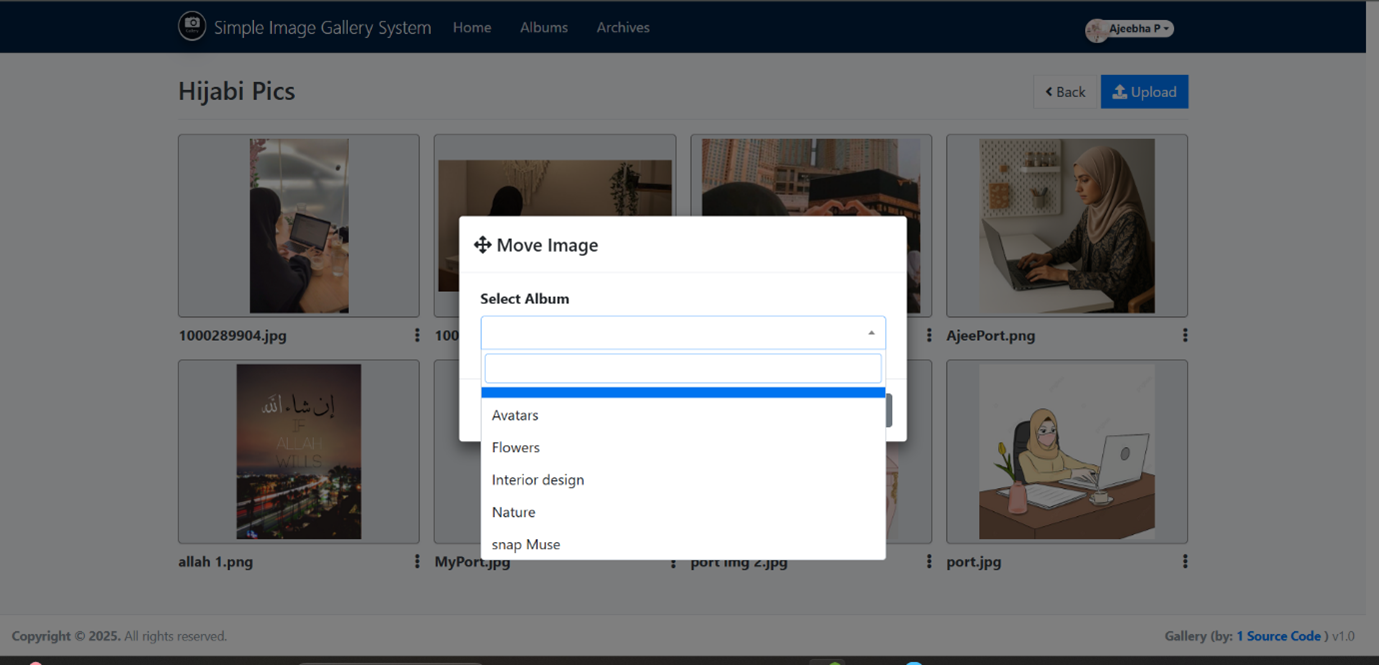 Simple Image Gallery System Home Albums Archives Ajeebha P
Hijabi Pics
Back Upload
Move Image
Select Album
1000289904.jpg
100
AjeePort.png
Avatars
Flowers
Interior design
Nature
snap Muse
إن شاء الله
IF
ALLAH
WILLS
allah 1.png
MyPort.jpg
port img 2.jpg
port.jpg
Copyright © 2025. All rights reserved.
Gallery (by: 1 Source Code ) v1.0